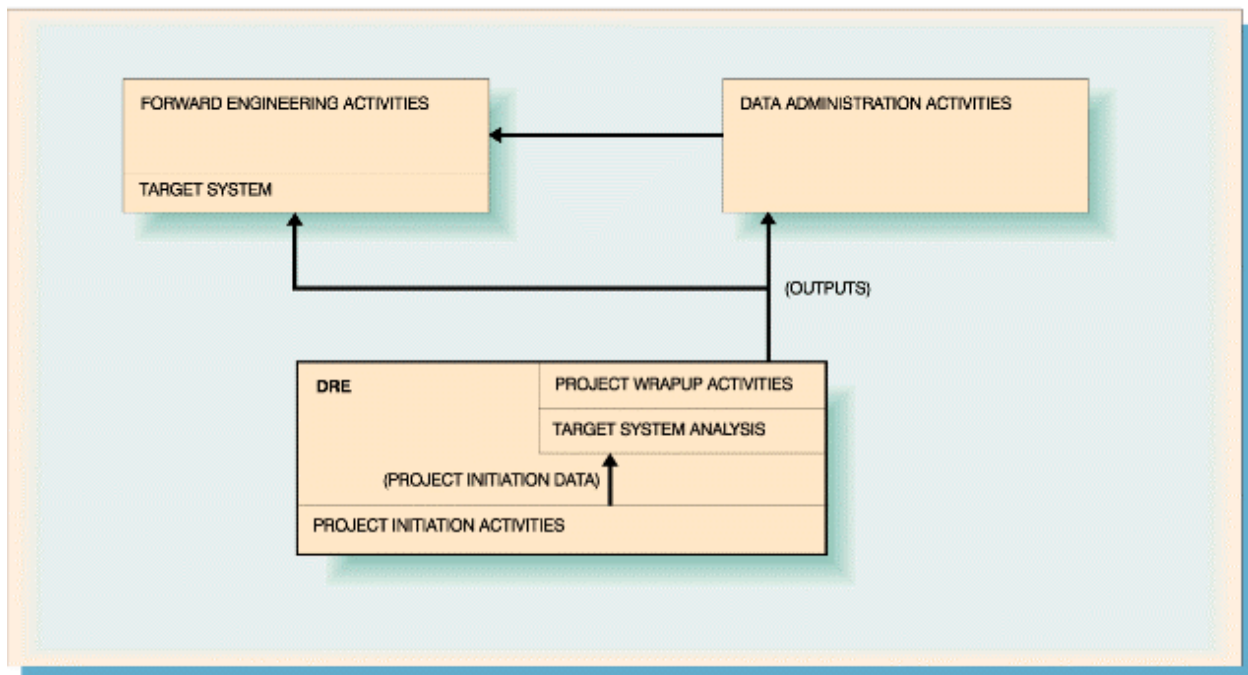 FORWARD ENGINEERING ACTIVITIES
TARGET SYSTEM
DATA ADMINISTRATION ACTIVITIES
(OUTPUTS)
DRE
PROJECT WRAPUP ACTIVITIES
TARGET SYSTEM ANALYSIS
(PROJECT INITIATION DATA)
PROJECT INITIATION ACTIVITIES